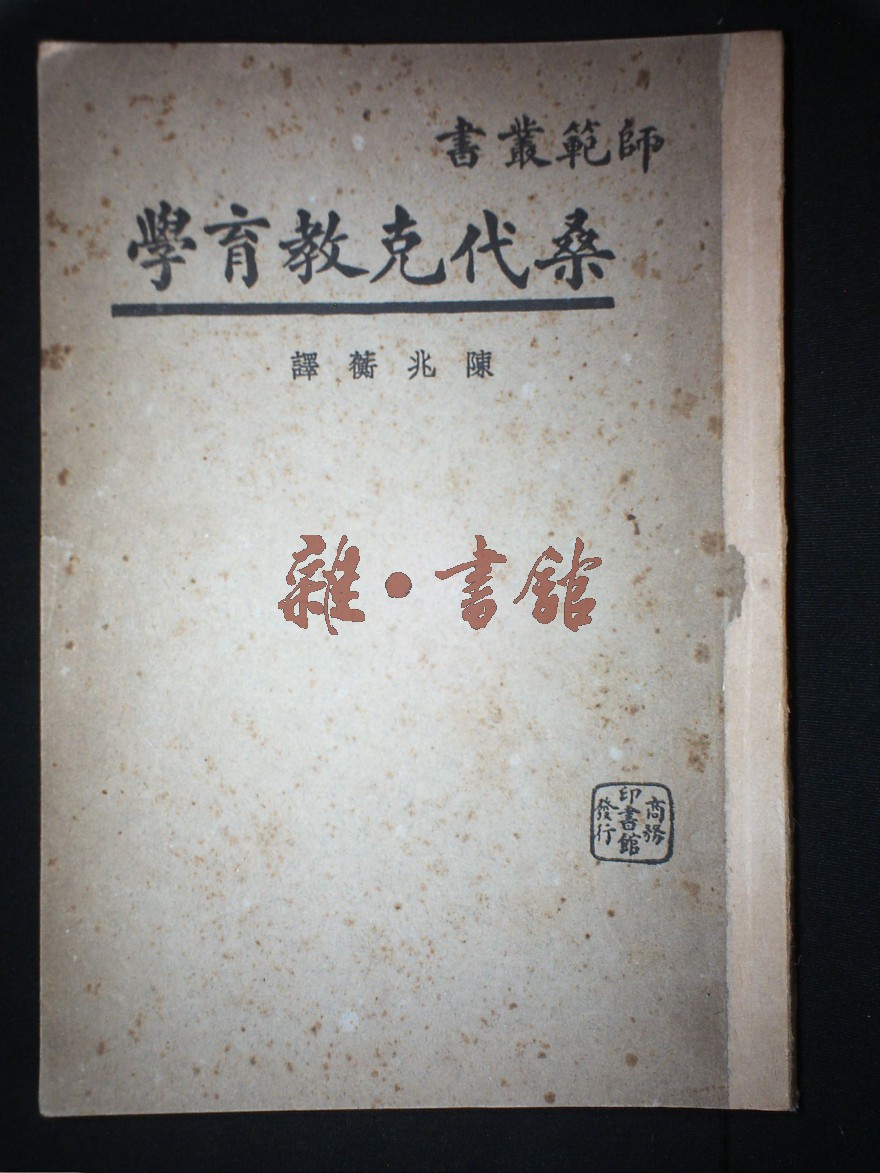 師範叢書
桑代克教育學
陳兆蘅譯
雜·書館
商務
印書館
發行